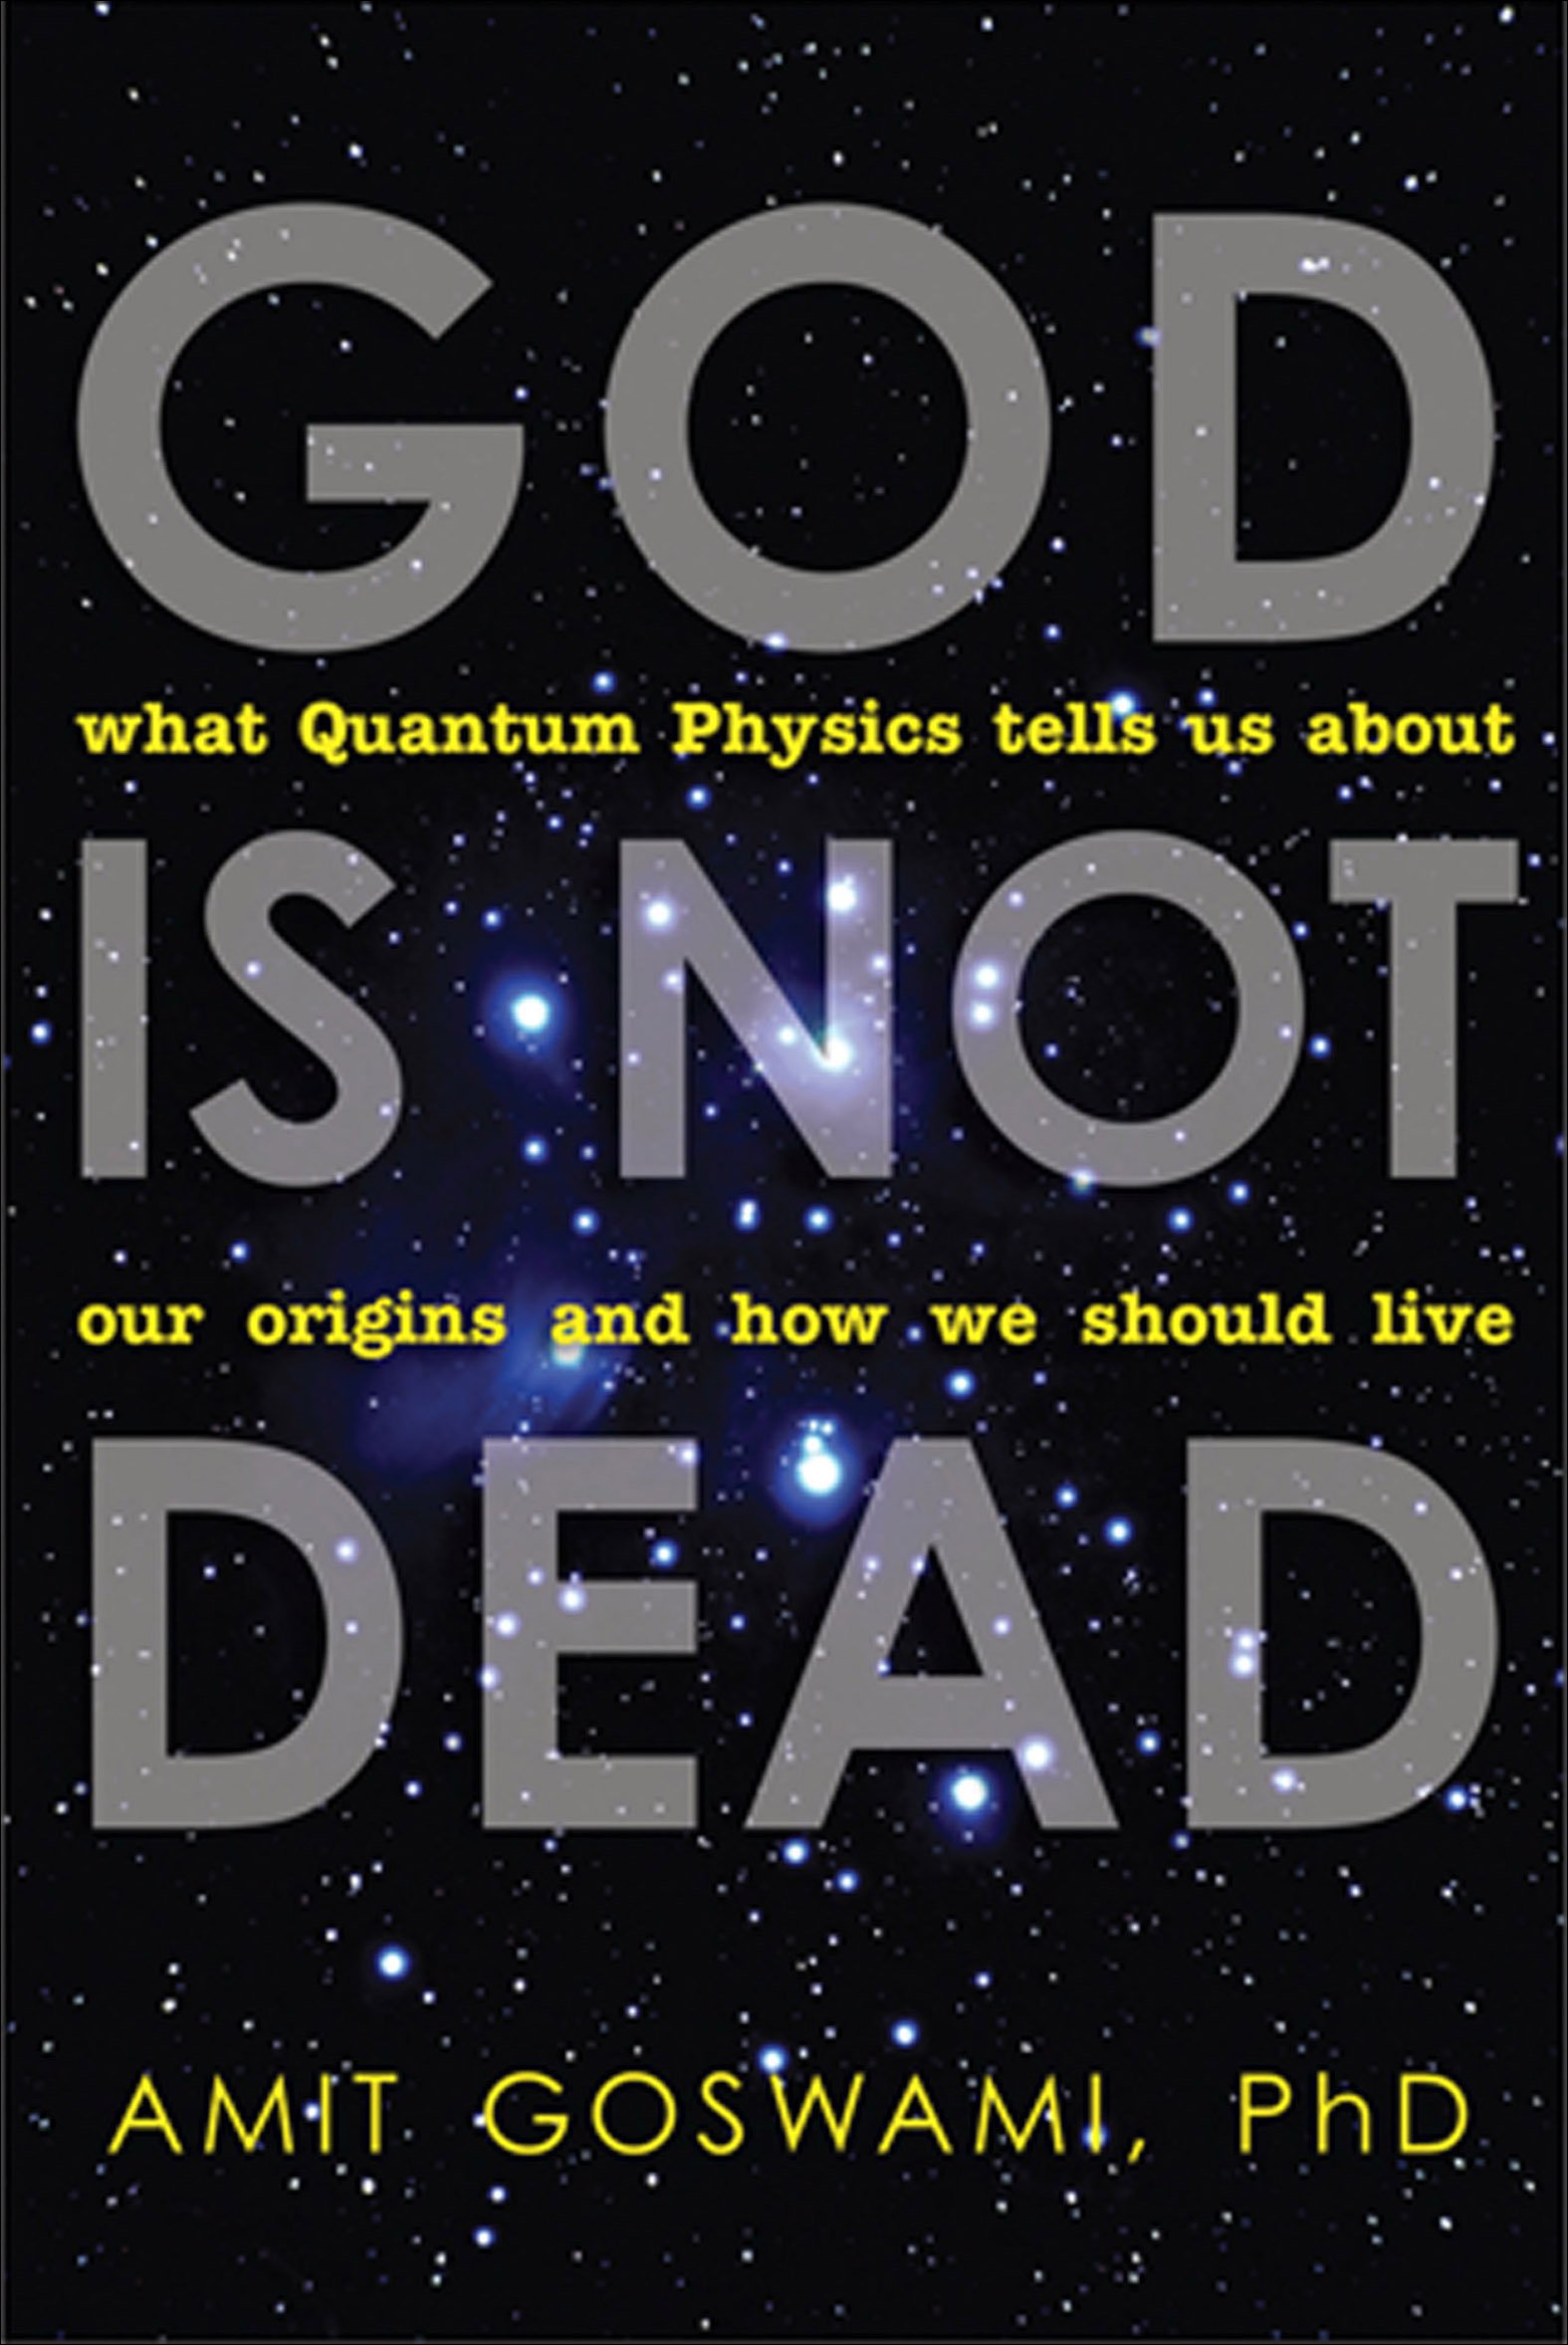 GOD
what Quantum Physics tells us about
IS NOT
our origins and how we should live
DEAD
AMIT GOSWAMI, PhD